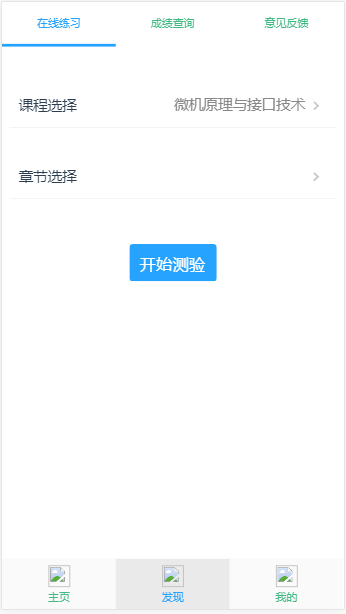 在线练习 成绩查询 意见反馈
课程选择 微机原理与接口技术
章节选择
开始测验
主页 发现 我的